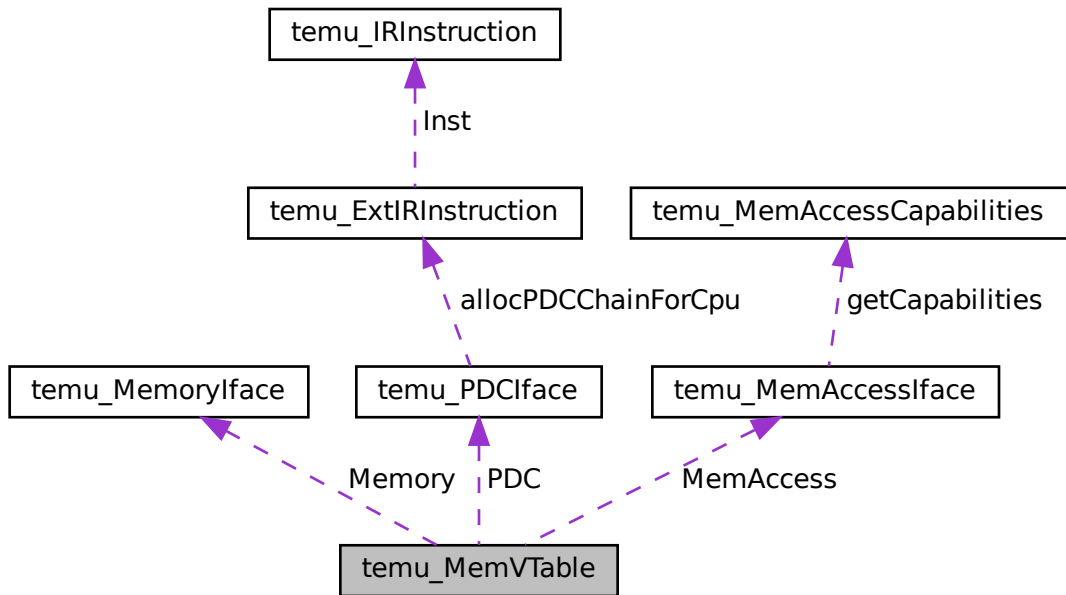 temu_IRInstruction
Inst
temu_ExtIRInstruction
temu_MemAccessCapabilities
allocPDCChainForCpu
getCapabilities
temu_MemoryIface
temu_PDCIface
temu_MemAccessIface
Memory
PDC
MemAccess
temu_MemVTable